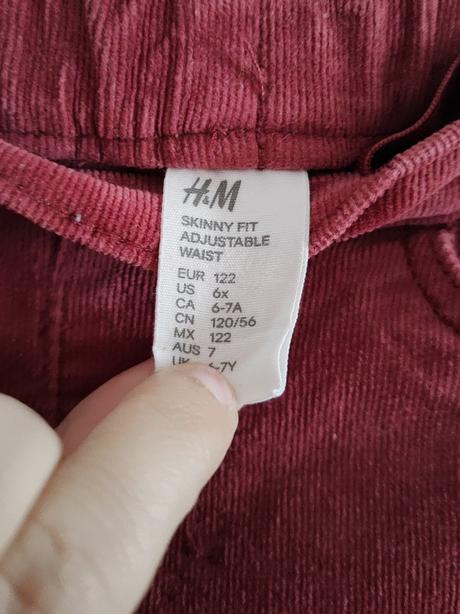 H&M
SKINNY FIT
ADJUSTABLE
WAIST
EUR 122
US 6x
CA 6-7A
CN 120/56
MX 122
AUS 7